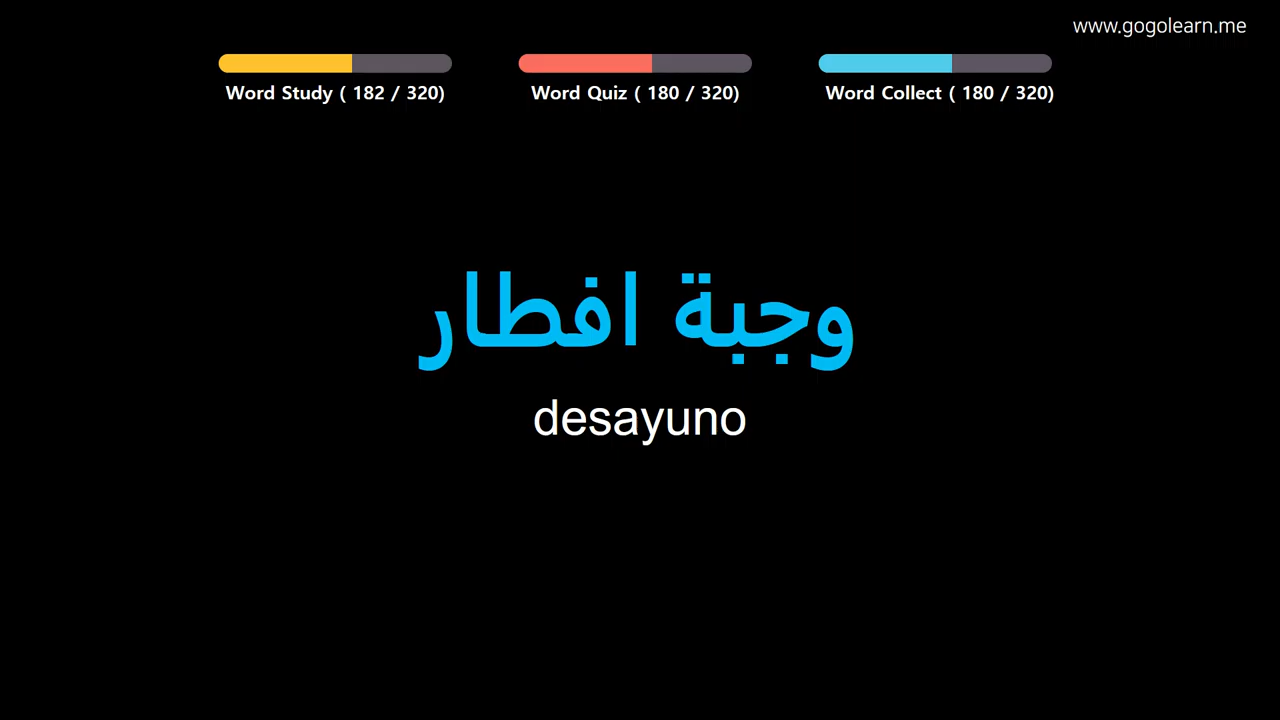 www.gogolearn.me
Word Study ( 182 / 320)
Word Quiz ( 180 / 320)
Word Collect ( 180 / 320)
وجبة افطار
desayuno